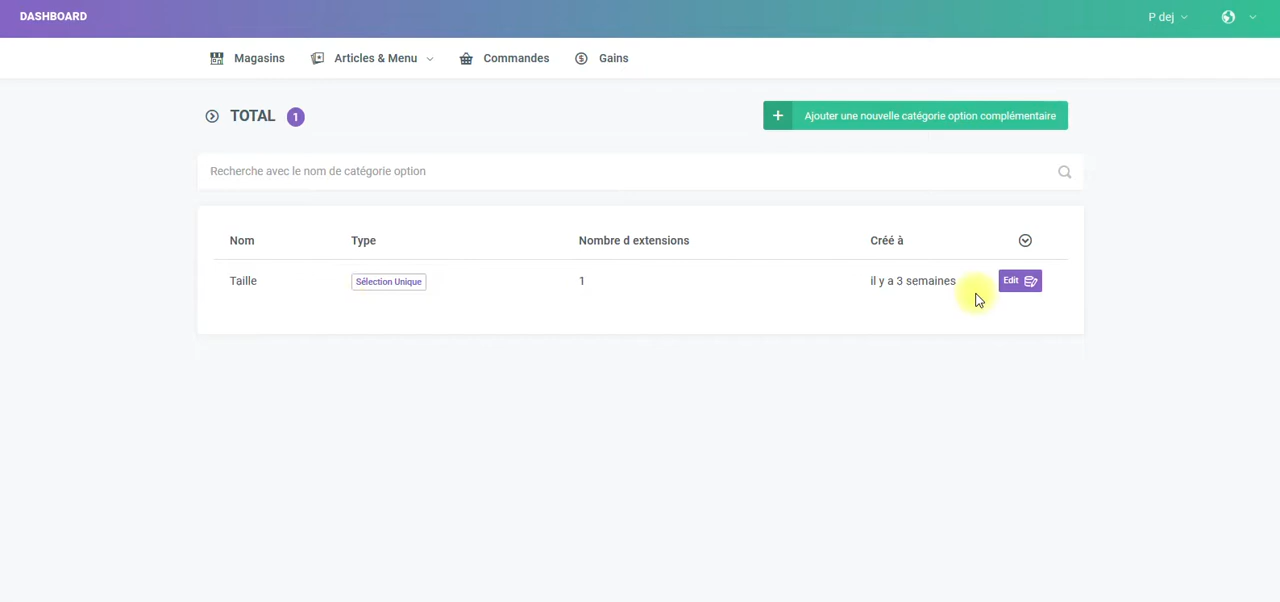 DASHBOARD
P dej
Magasins
Articles & Menu
Commandes
Gains
TOTAL 1
+ Ajouter une nouvelle catégorie option complémentaire
Recherche avec le nom de catégorie option
Nom Type Nombre d extensions Créé à
Taille Sélection Unique 1 il y a 3 semaines Edit